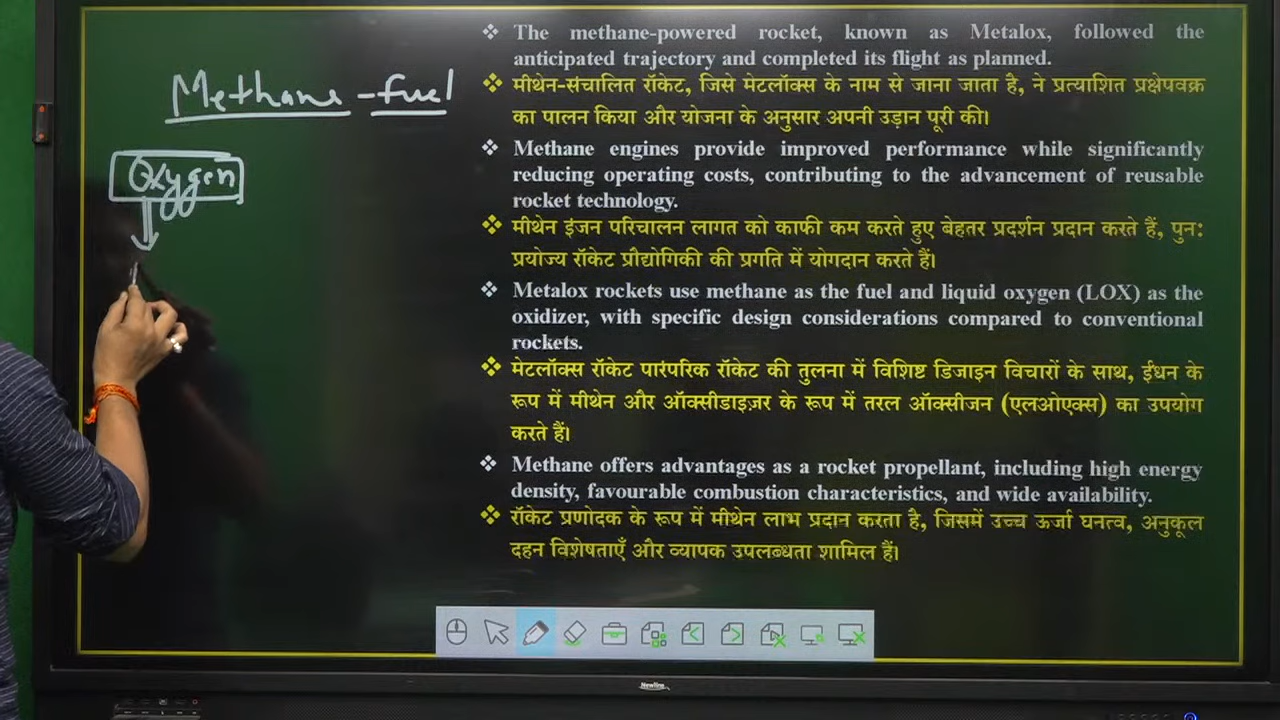 Methane - fuel
Oxygen
❖ The methane-powered rocket, known as Metalox, followed the
anticipated trajectory and completed its flight as planned.
❖ मीथेन-संचालित रॉकेट, जिसे मेटलॉक्स के नाम से जाना जाता है, ने प्रत्याशित प्रक्षेपवक्र
का पालन किया और योजना के अनुसार अपनी उड़ान पूरी की।
❖ Methane engines provide improved performance while significantly
reducing operating costs, contributing to the advancement of reusable
rocket technology.
❖ मीथेन इंजन परिचालन लागत को काफी कम करते हुए बेहतर प्रदर्शन प्रदान करते हैं, पुन:
प्रयोज्य रॉकेट प्रौद्योगिकी की प्रगति में योगदान करते हैं।
❖ Metalox rockets use methane as the fuel and liquid oxygen (LOX) as the
oxidizer, with specific design considerations compared to conventional
rockets.
❖ मेटलॉक्स रॉकेट पारंपरिक रॉकेट की तुलना में विशिष्ट डिजाइन विचारों के साथ, ईंधन के
रूप में मीथेन और ऑक्सीडाइज़र के रूप में तरल ऑक्सीजन (एलओएक्स) का उपयोग
करते हैं।
❖ Methane offers advantages as a rocket propellant, including high energy
density, favourable combustion characteristics, and wide availability.
❖ रॉकेट प्रणोदक के रूप में मीथेन लाभ प्रदान करता है, जिसमें उच्च ऊर्जा घनत्व, अनुकूल
दहन विशेषताएँ और व्यापक उपलब्धता शामिल हैं।
Newline